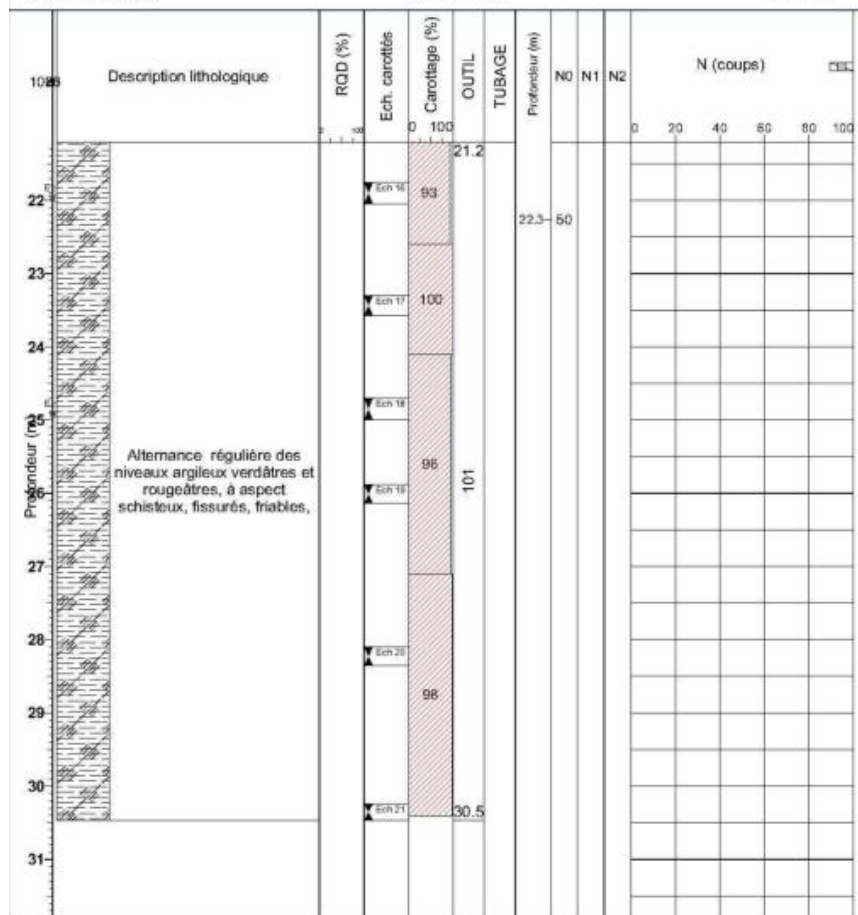 Description lithologique
RQD (%)
Ech. carottés
Carottage (%)
OUTIL
TUBAGE
Profondeur (m)
N0
N1
N2
N (coups)
0
100
0 100
0 20 40 60 80 100
21.2
Ech 16
93
22
22.3
50
23
Ech 17
100
24
Ech 18
25
Profondeur (m)
Alternance régulière des
niveaux argileux verdâtres et
rougeâtres, à aspect
schisteux, fissurés, friables,
96
101
Ech 19
26
27
28
Ech 20
98
29
30
Ech 21
30.5
31